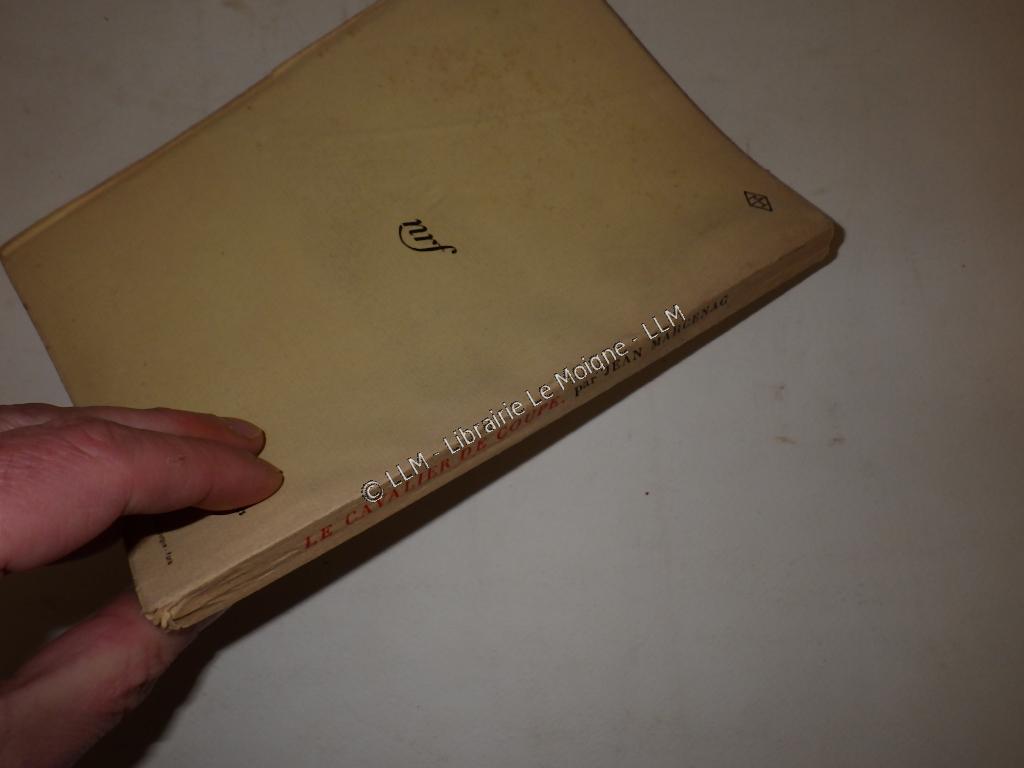 nrf
LE CAVALIER DE COUPE, par JEAN MARCENAC
© LLM - Librairie Le Moigne - LLM